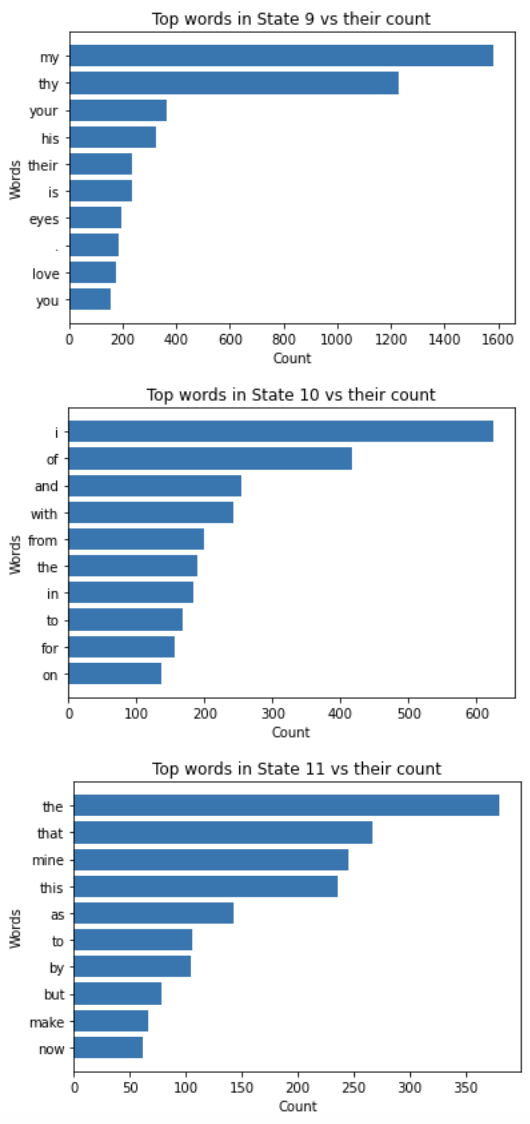 Top words in State 9 vs their count
my
thy
your
his
their
is
eyes
.
love
you
Words
0 200 400 600 800 1000 1200 1400 1600
Count
Top words in State 10 vs their count
i
of
and
with
from
the
in
to
for
on
Words
0 100 200 300 400 500 600
Count
Top words in State 11 vs their count
the
that
mine
this
as
to
by
but
make
now
Words
0 50 100 150 200 250 300 350
Count